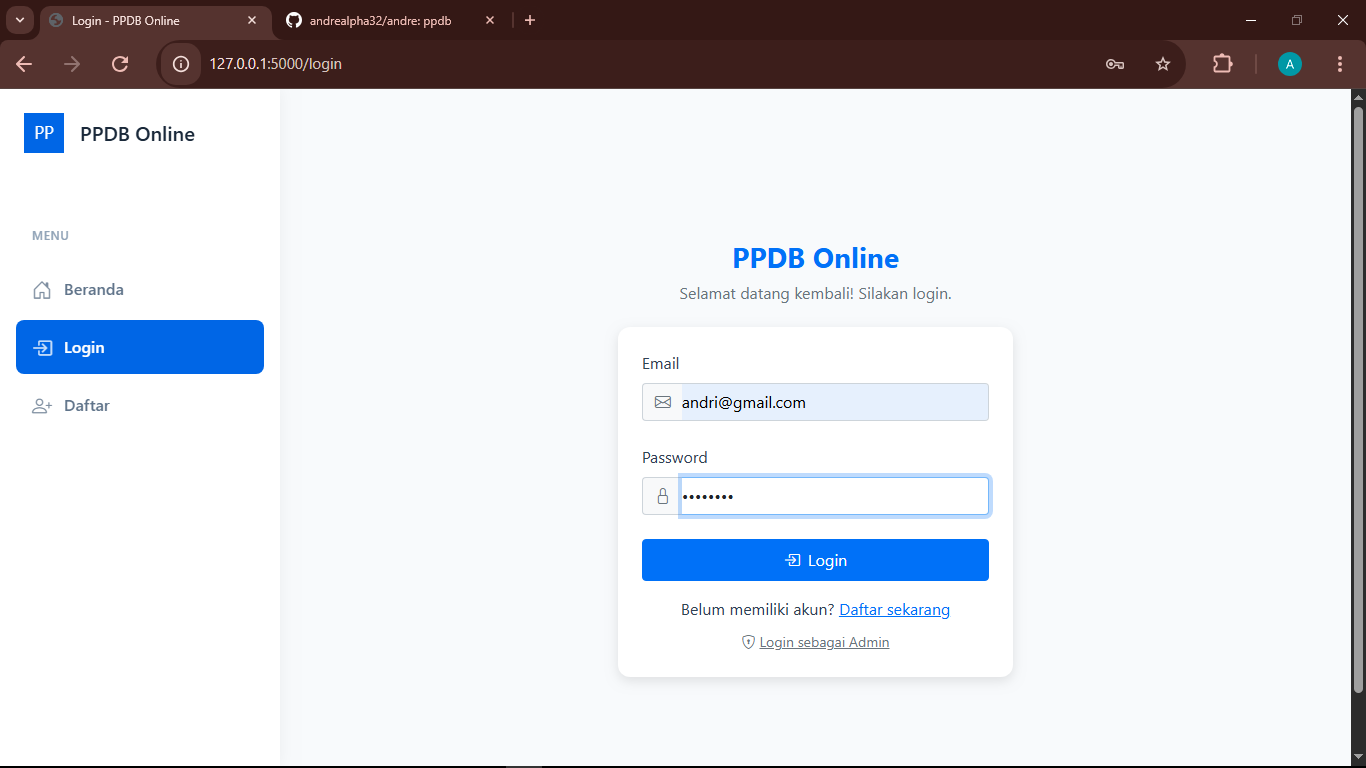 Login - PPDB Online
andrealpha32/andre: ppdb
127.0.0.1:5000/login
A
PP
PPDB Online
MENU
Beranda
Login
Daftar
PPDB Online
Selamat datang kembali! Silakan login.
Email
andri@gmail.com
Password
••••••••
Login
Belum memiliki akun? Daftar sekarang
Login sebagai Admin